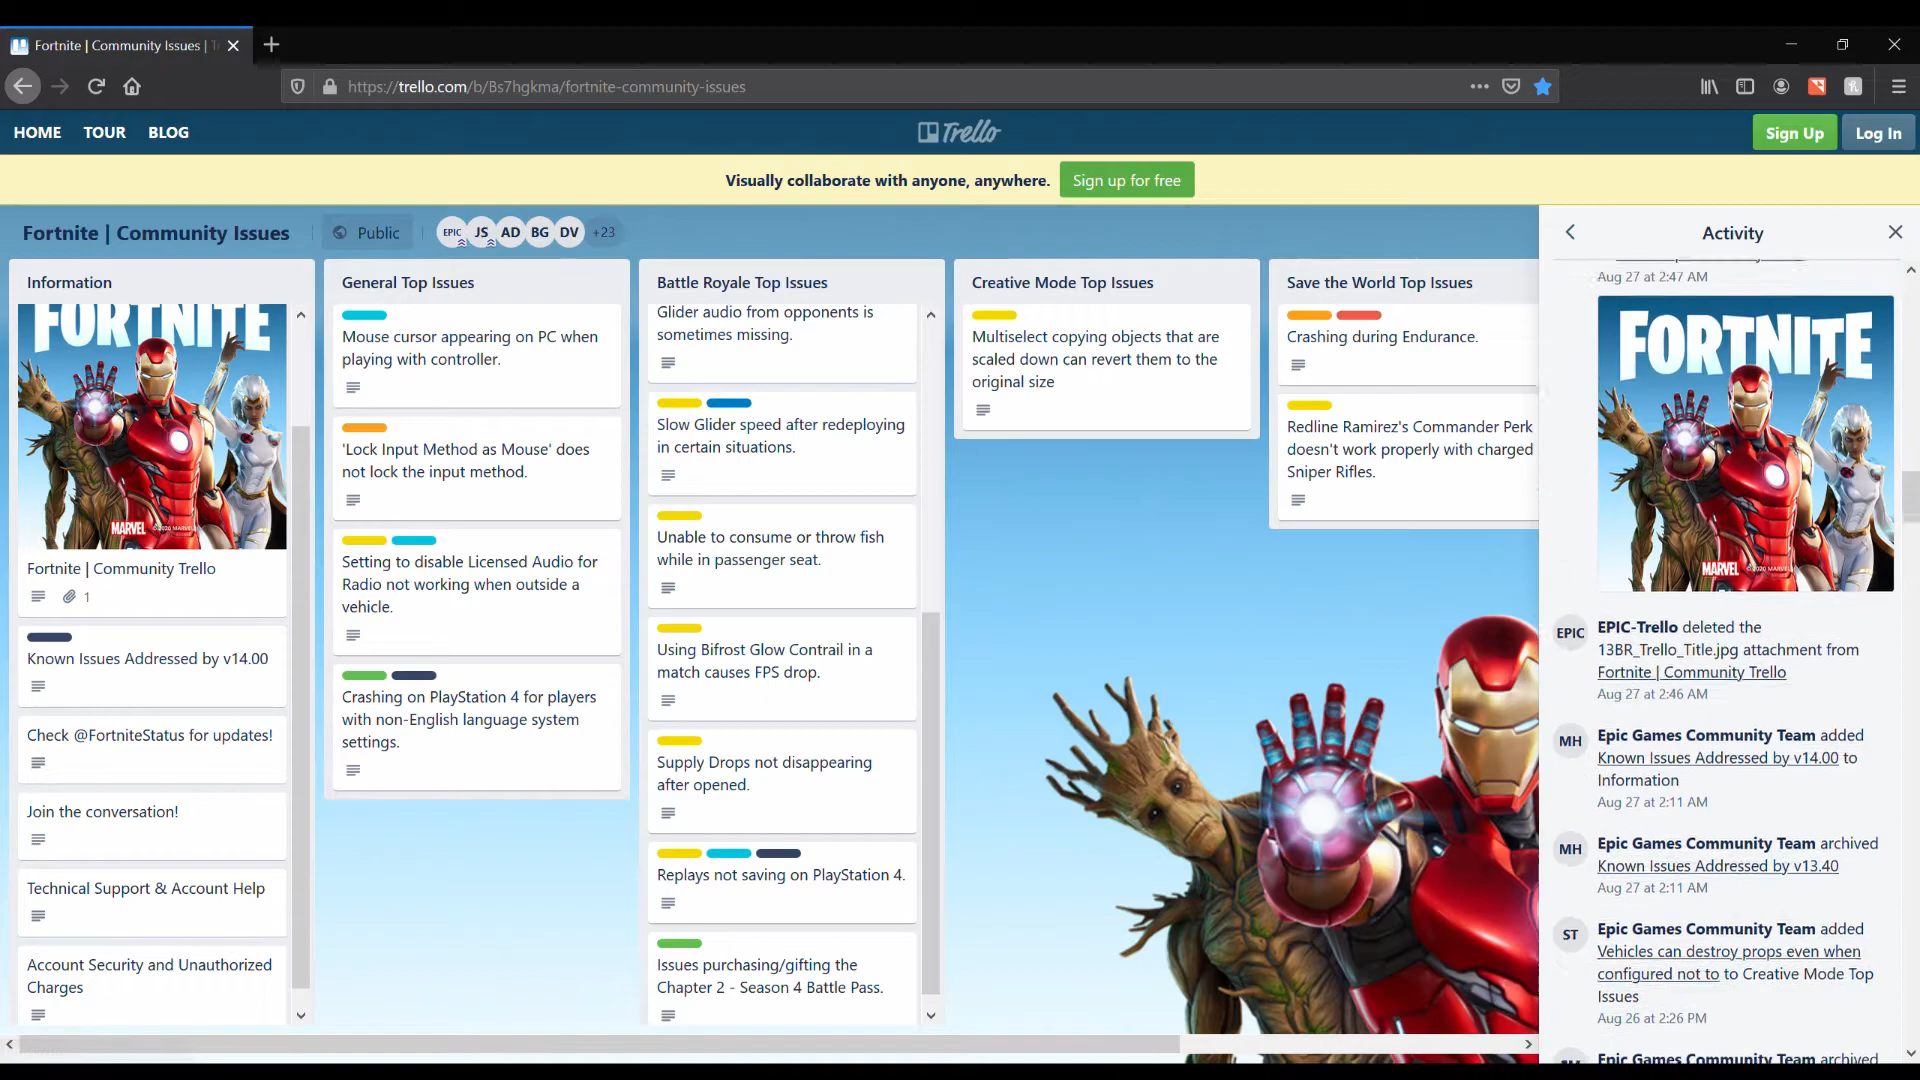 Fortnite | Community Issues | T
https://trello.com/b/Bs7hgkma/fortnite-community-issues
HOME TOUR BLOG
Trello
Sign Up Log In
Visually collaborate with anyone, anywhere. Sign up for free
Fortnite | Community Issues
Public
EPIC JS AD BG DV +23
Information
FORTNITE
MARVEL
Fortnite | Community Trello
1
Known Issues Addressed by v14.00
Check @FortniteStatus for updates!
Join the conversation!
Technical Support & Account Help
Account Security and Unauthorized
Charges
General Top Issues
Mouse cursor appearing on PC when
playing with controller.
'Lock Input Method as Mouse' does
not lock the input method.
Setting to disable Licensed Audio for
Radio not working when outside a
vehicle.
Crashing on PlayStation 4 for players
with non-English language system
settings.
Battle Royale Top Issues
Glider audio from opponents is
sometimes missing.
Slow Glider speed after redeploying
in certain situations.
Unable to consume or throw fish
while in passenger seat.
Using Bifrost Glow Contrail in a
match causes FPS drop.
Supply Drops not disappearing
after opened.
Replays not saving on PlayStation 4.
Issues purchasing/gifting the
Chapter 2 - Season 4 Battle Pass.
Creative Mode Top Issues
Multiselect copying objects that are
scaled down can revert them to the
original size
Save the World Top Issues
Crashing during Endurance.
Redline Ramirez's Commander Perk
doesn't work properly with charged
Sniper Rifles.
Activity
Aug 27 at 2:47 AM
FORTNITE
MARVEL
EPIC
EPIC-Trello deleted the
13BR_Trello_Title.jpg attachment from
Fortnite | Community Trello
Aug 27 at 2:46 AM
MH
Epic Games Community Team added
Known Issues Addressed by v14.00 to
Information
Aug 27 at 2:11 AM
MH
Epic Games Community Team archived
Known Issues Addressed by v13.40
Aug 27 at 2:11 AM
ST
Epic Games Community Team added
Vehicles can destroy props even when
configured not to to Creative Mode Top
Issues
Aug 26 at 2:26 PM
Epic Games Community Team archived